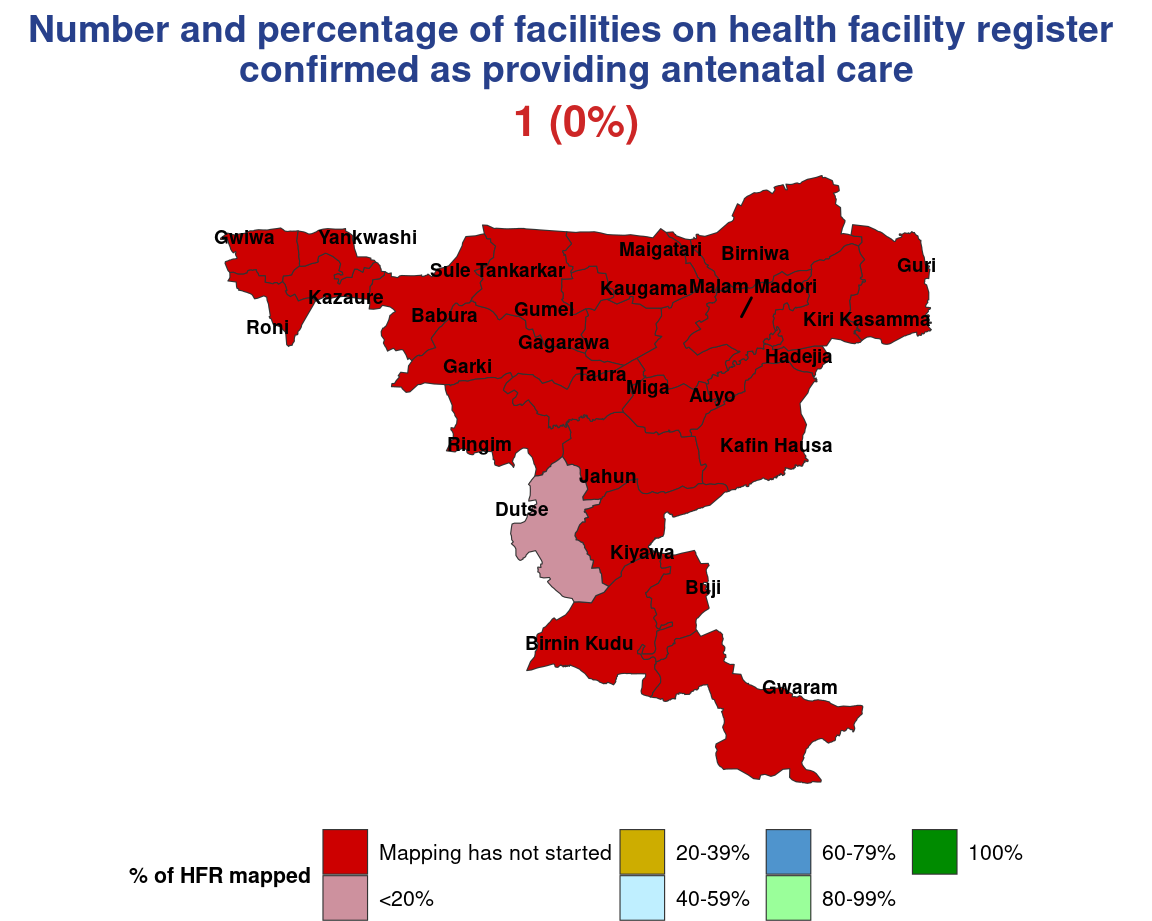 Number and percentage of facilities on health facility register
confirmed as providing antenatal care
1 (0%)
Gwiwa
Yankwashi
Maigatari
Birniwa
Guri
Sule Tankarkar
Kaugama
Malam Madori
Kazaure
Babura
Gumel
Kiri Kasamma
Roni
Gagarawa
Hadejia
Garki
Taura
Miga
Auyo
Ringim
Kafin Hausa
Jahun
Dutse
Kiyawa
Buji
Birnin Kudu
Gwaram
% of HFR mapped
Mapping has not started
<20%
20-39%
40-59%
60-79%
80-99%
100%